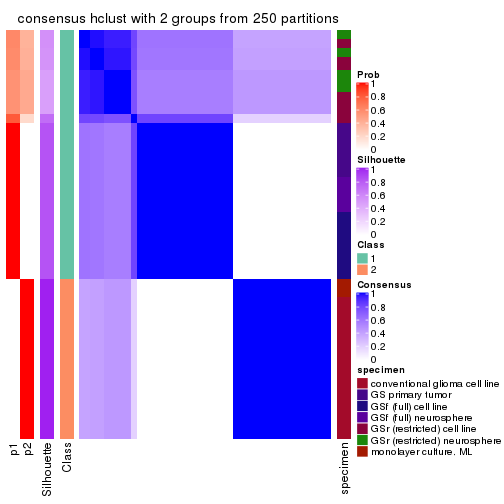 consensus hclust with 2 groups from 250 partitions
Prob
1
0.8
0.6
0.4
0.2
0
Silhouette
1
0.8
0.6
0.4
0.2
0
Class
1
2
Consensus
1
0.8
0.6
0.4
0.2
0
specimen
conventional glioma cell line
GS primary tumor
GSf (full) cell line
GSf (full) neurosphere
GSr (restricted) cell line
GSr (restricted) neurosphere
monolayer culture, ML
p1
p2
Silhouette
Class
specimen